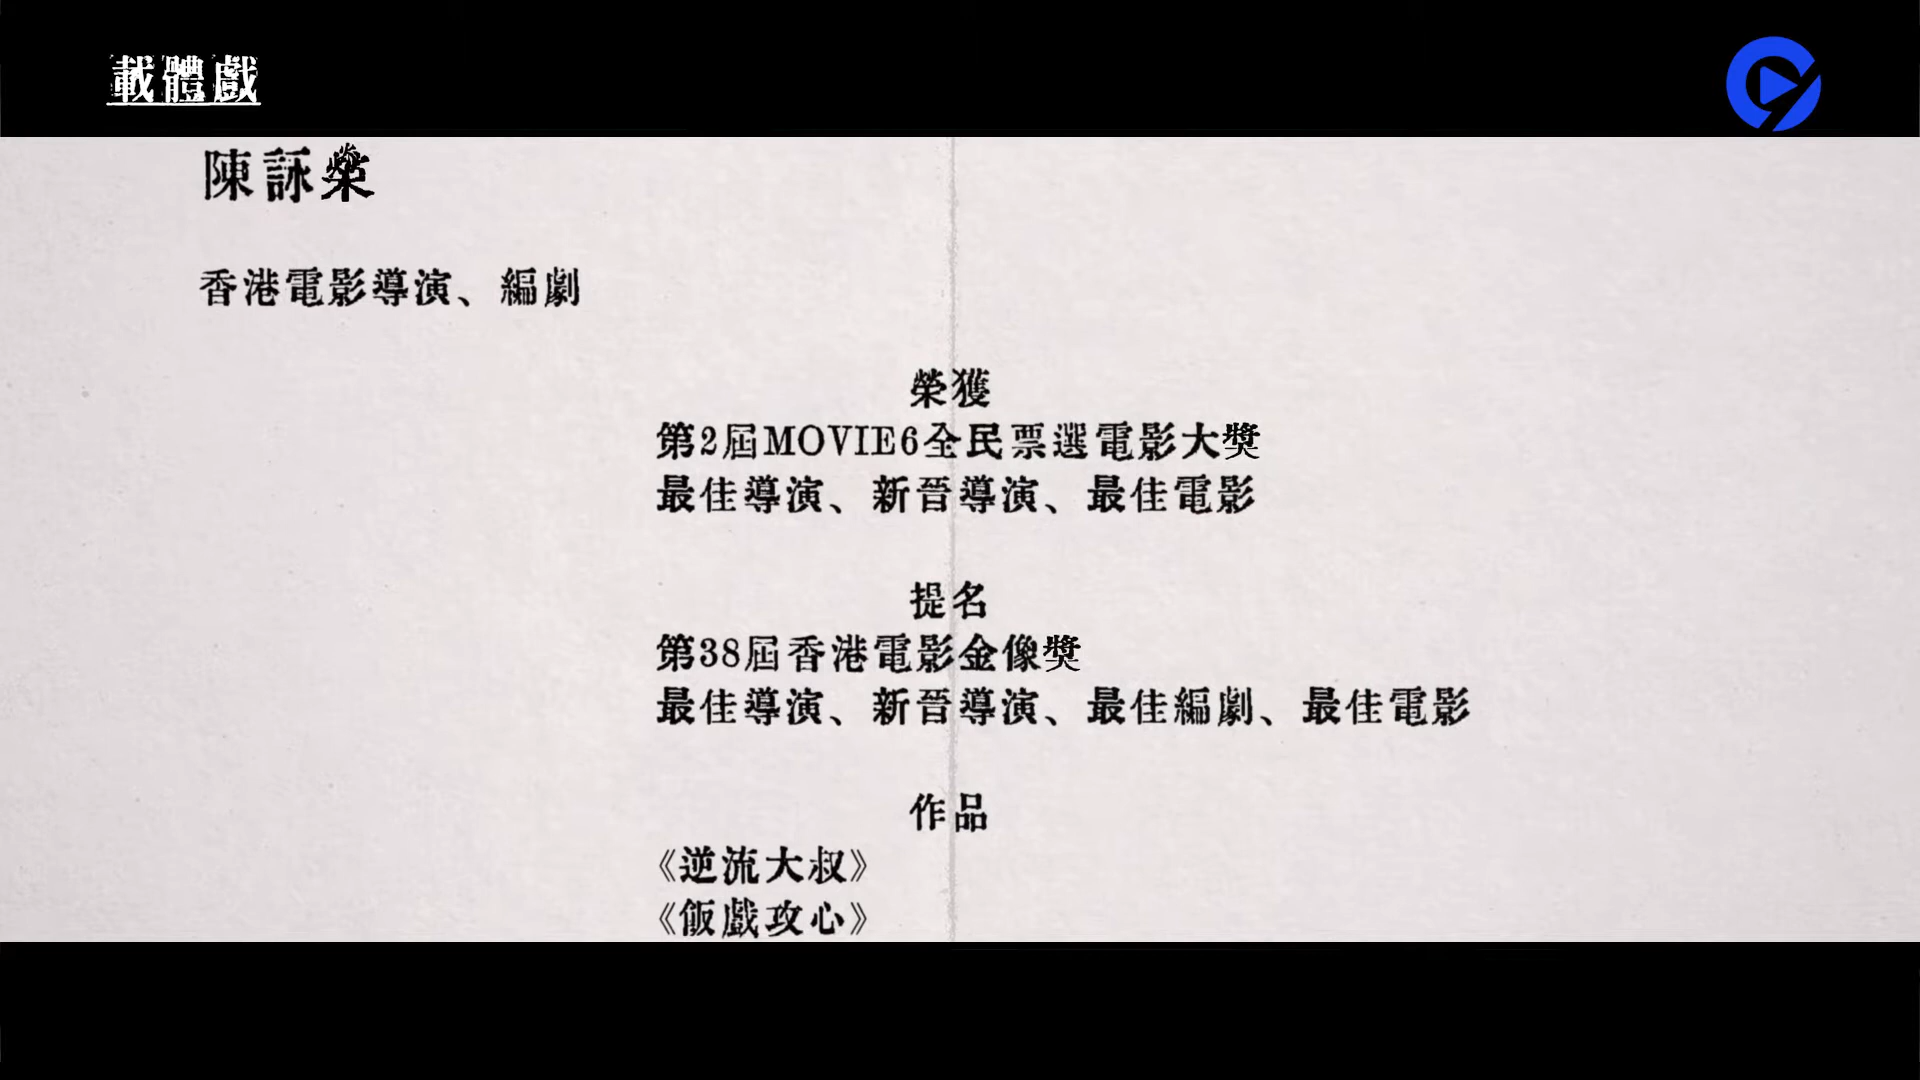 載體戲
陳詠燊
香港電影導演、編劇
榮獲
第2屆MOVIE6全民票選電影大獎
最佳導演、新晉導演、最佳電影
提名
第38屆香港電影金像獎
最佳導演、新晉導演、最佳編劇、最佳電影
作品
《逆流大叔》
《飯戲攻心》